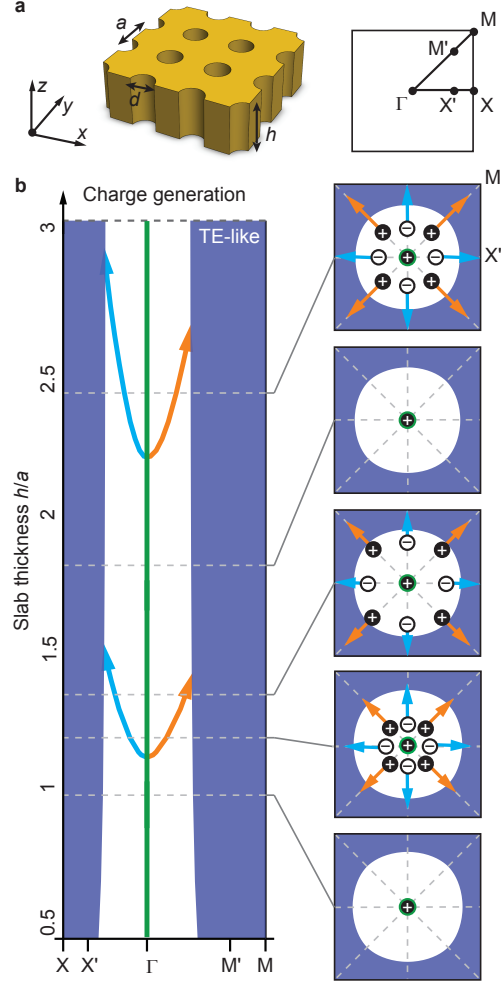 a
a
d
h
z
y
x
M
M'
Γ
X'
X
b
Charge generation
TE-like
3
2.5
2
1.5
1
0.5
Slab thickness h/a
X
X'
Γ
M'
M
M
X'
+
+
−
−
+
−
+
−
+
+
+
−
+
−
+
−
+
−
+
+
−
+
−
+
−
+
−
+
+